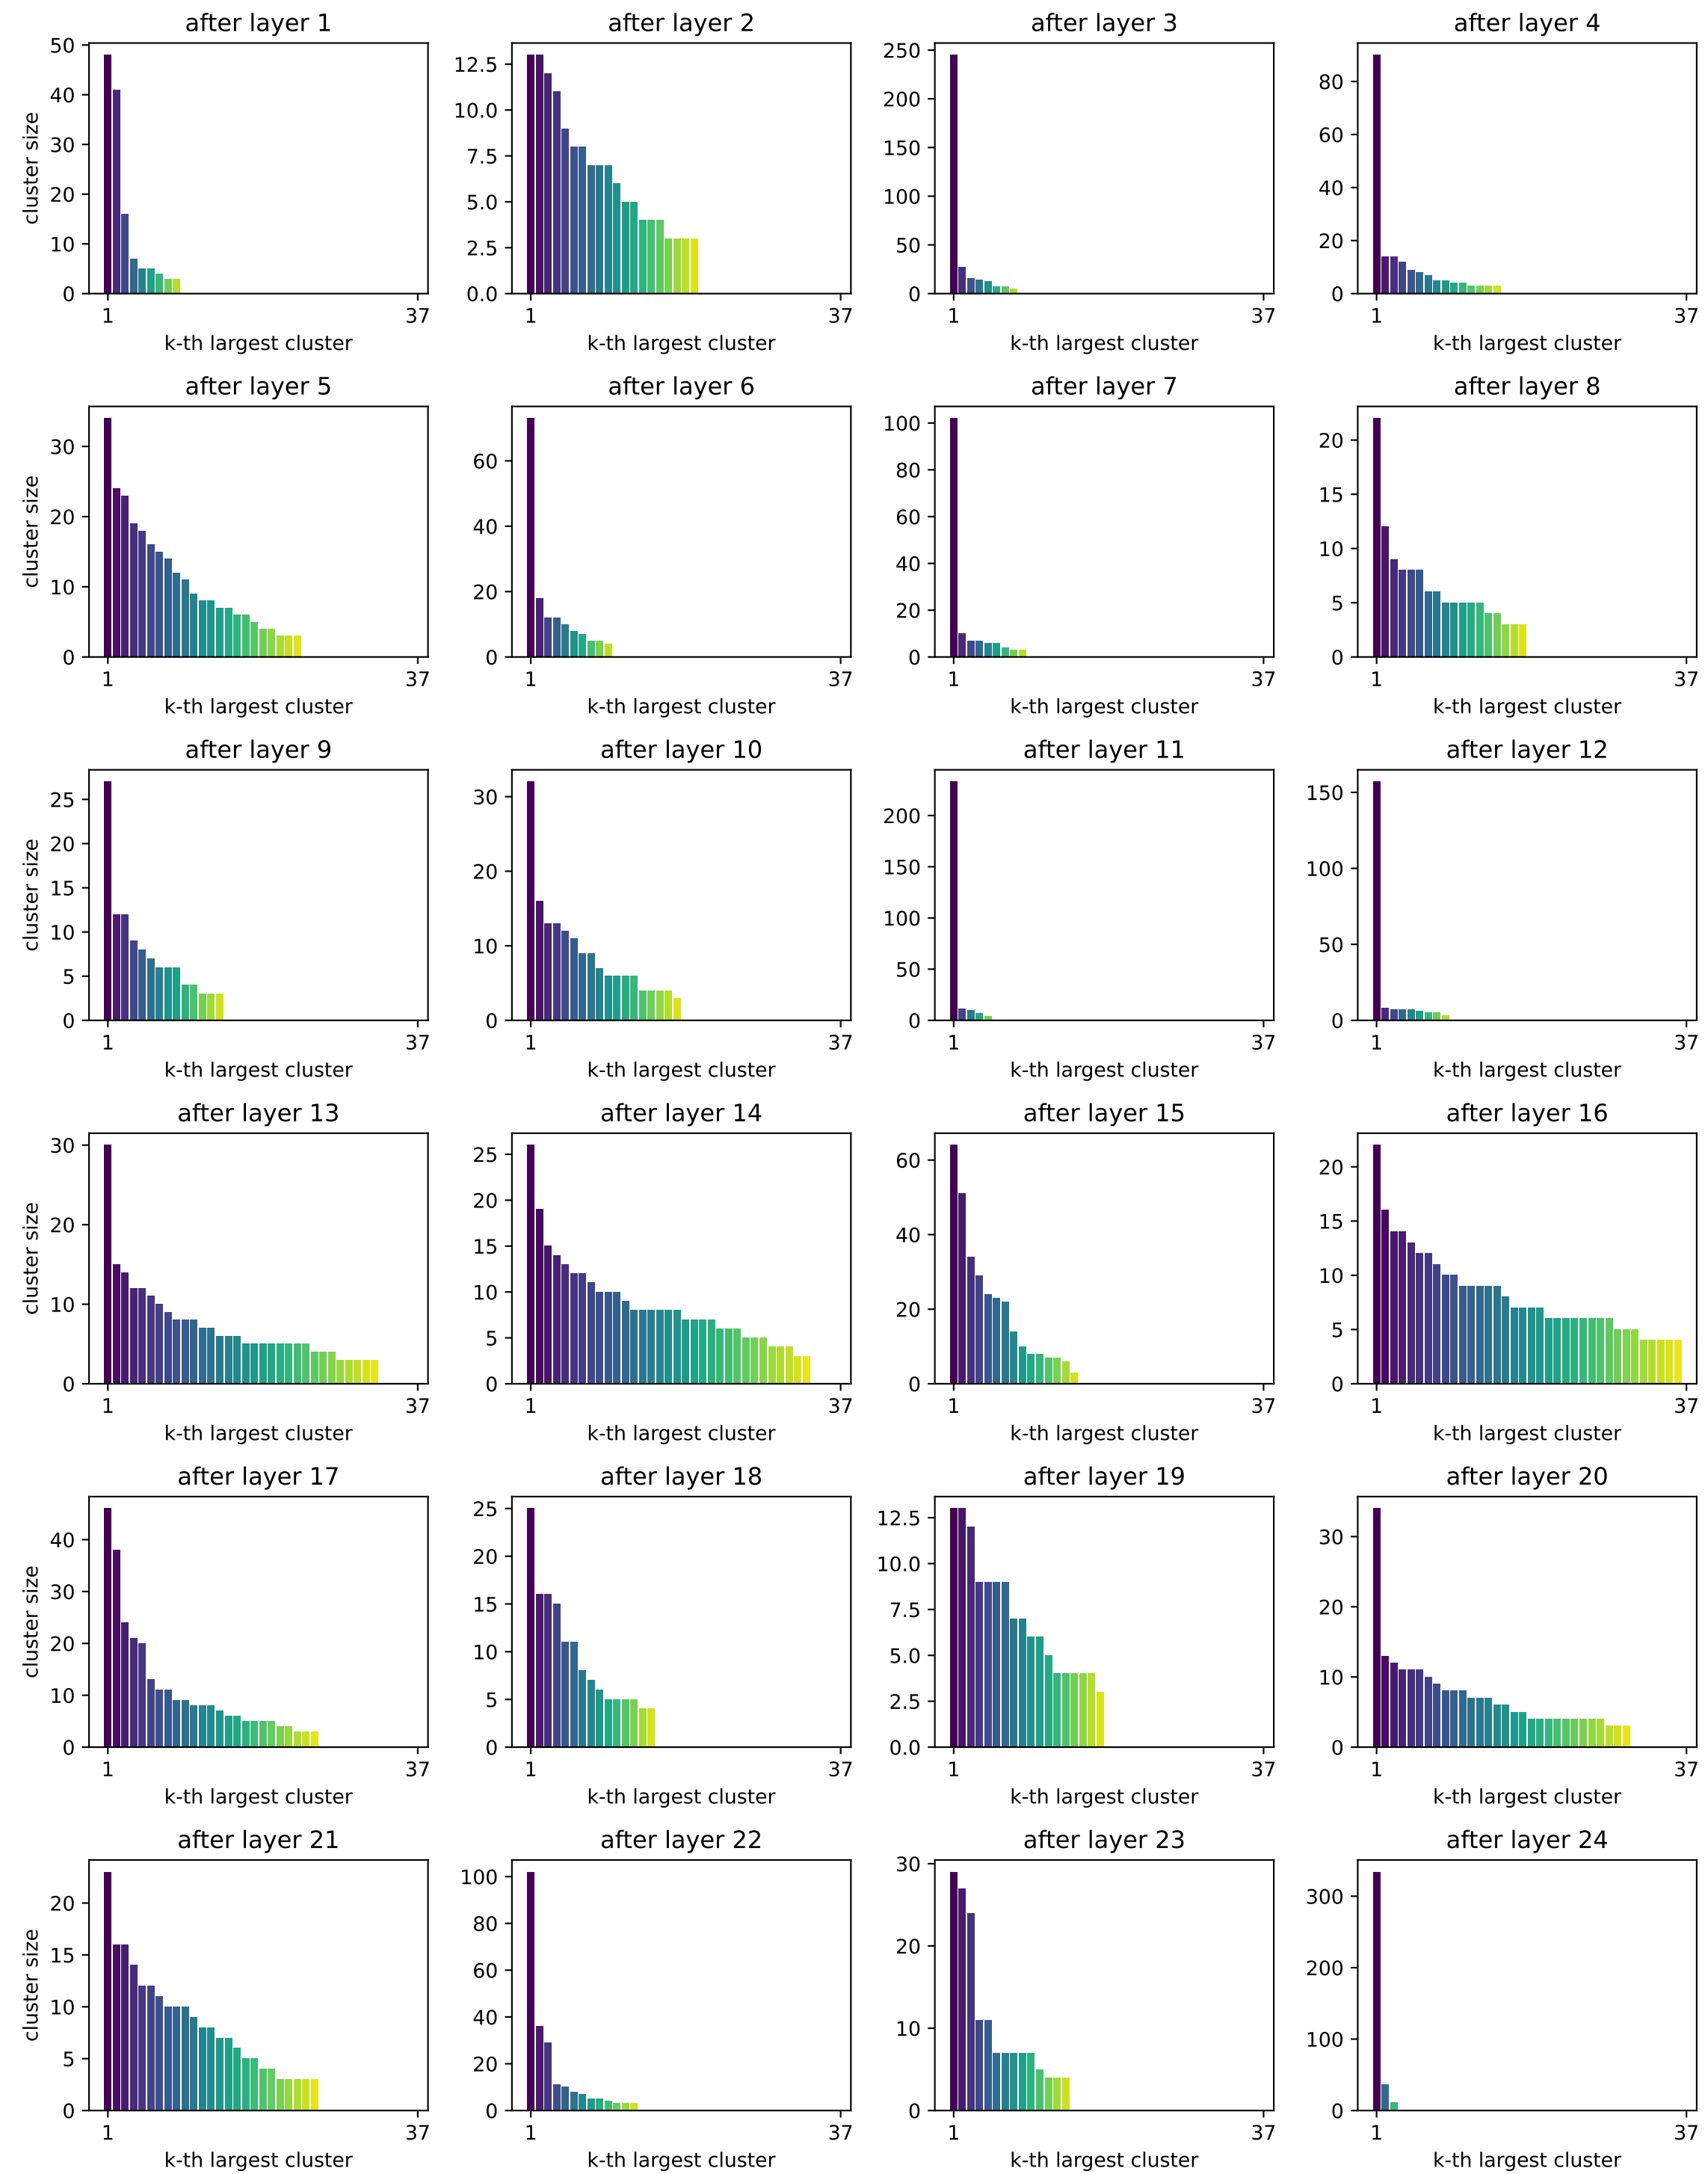 after layer 1
after layer 2
after layer 3
after layer 4
cluster size
50
40
30
20
10
0
12.5
10.0
7.5
5.0
2.5
0.0
250
200
150
100
50
0
80
60
40
20
0
1 37
1 37
1 37
1 37
k-th largest cluster
k-th largest cluster
k-th largest cluster
k-th largest cluster
after layer 5
after layer 6
after layer 7
after layer 8
cluster size
30
20
10
0
60
40
20
0
100
80
60
40
20
0
20
15
10
5
0
1 37
1 37
1 37
1 37
k-th largest cluster
k-th largest cluster
k-th largest cluster
k-th largest cluster
after layer 9
after layer 10
after layer 11
after layer 12
cluster size
25
20
15
10
5
0
30
20
10
0
200
150
100
50
0
150
100
50
0
1 37
1 37
1 37
1 37
k-th largest cluster
k-th largest cluster
k-th largest cluster
k-th largest cluster
after layer 13
after layer 14
after layer 15
after layer 16
cluster size
30
20
10
0
25
20
15
10
5
0
60
40
20
0
20
15
10
5
0
1 37
1 37
1 37
1 37
k-th largest cluster
k-th largest cluster
k-th largest cluster
k-th largest cluster
after layer 17
after layer 18
after layer 19
after layer 20
cluster size
40
30
20
10
0
25
20
15
10
5
0
12.5
10.0
7.5
5.0
2.5
0.0
30
20
10
0
1 37
1 37
1 37
1 37
k-th largest cluster
k-th largest cluster
k-th largest cluster
k-th largest cluster
after layer 21
after layer 22
after layer 23
after layer 24
cluster size
20
15
10
5
0
100
80
60
40
20
0
30
20
10
0
300
200
100
0
1 37
1 37
1 37
1 37
k-th largest cluster
k-th largest cluster
k-th largest cluster
k-th largest cluster